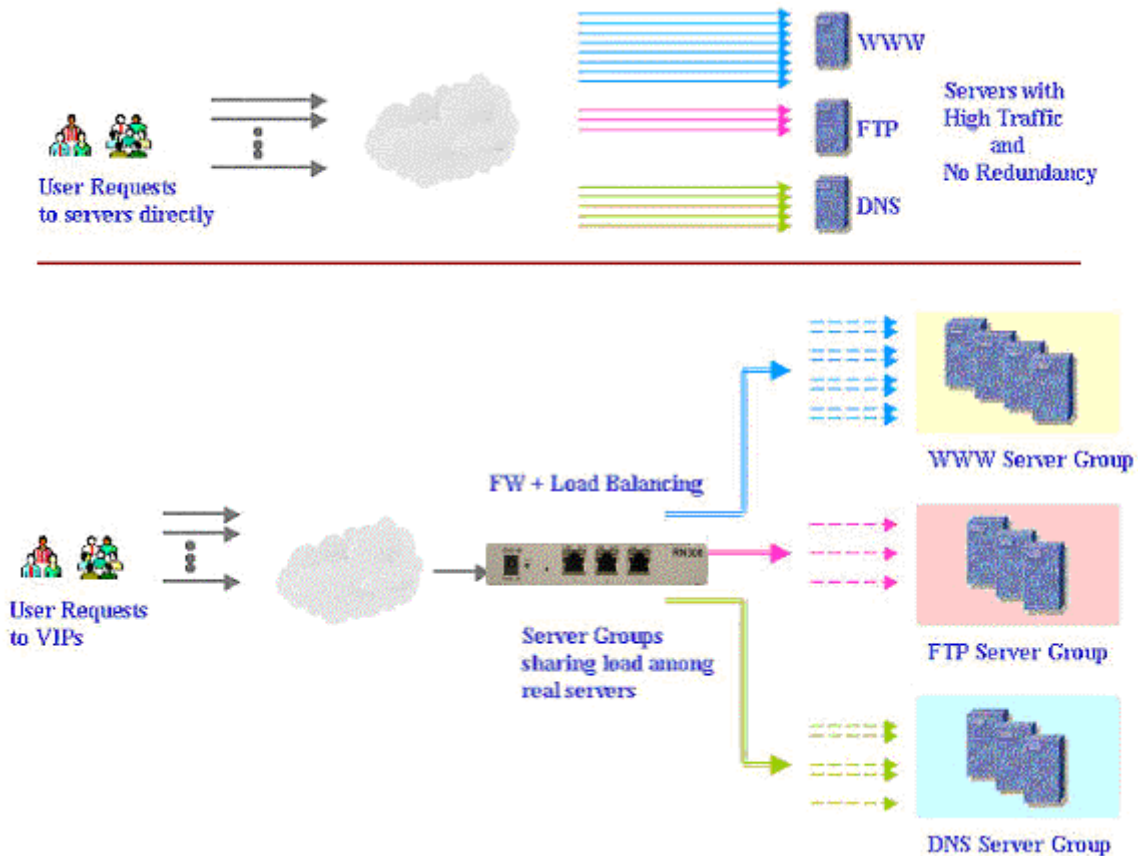 WWW
FTP
DNS
Servers with
High Traffic
and
No Redundancy
User Requests
to servers directly
FW + Load Balancing
User Requests
to VIPs
Server Groups
sharing load among
real servers
WWW Server Group
FTP Server Group
DNS Server Group